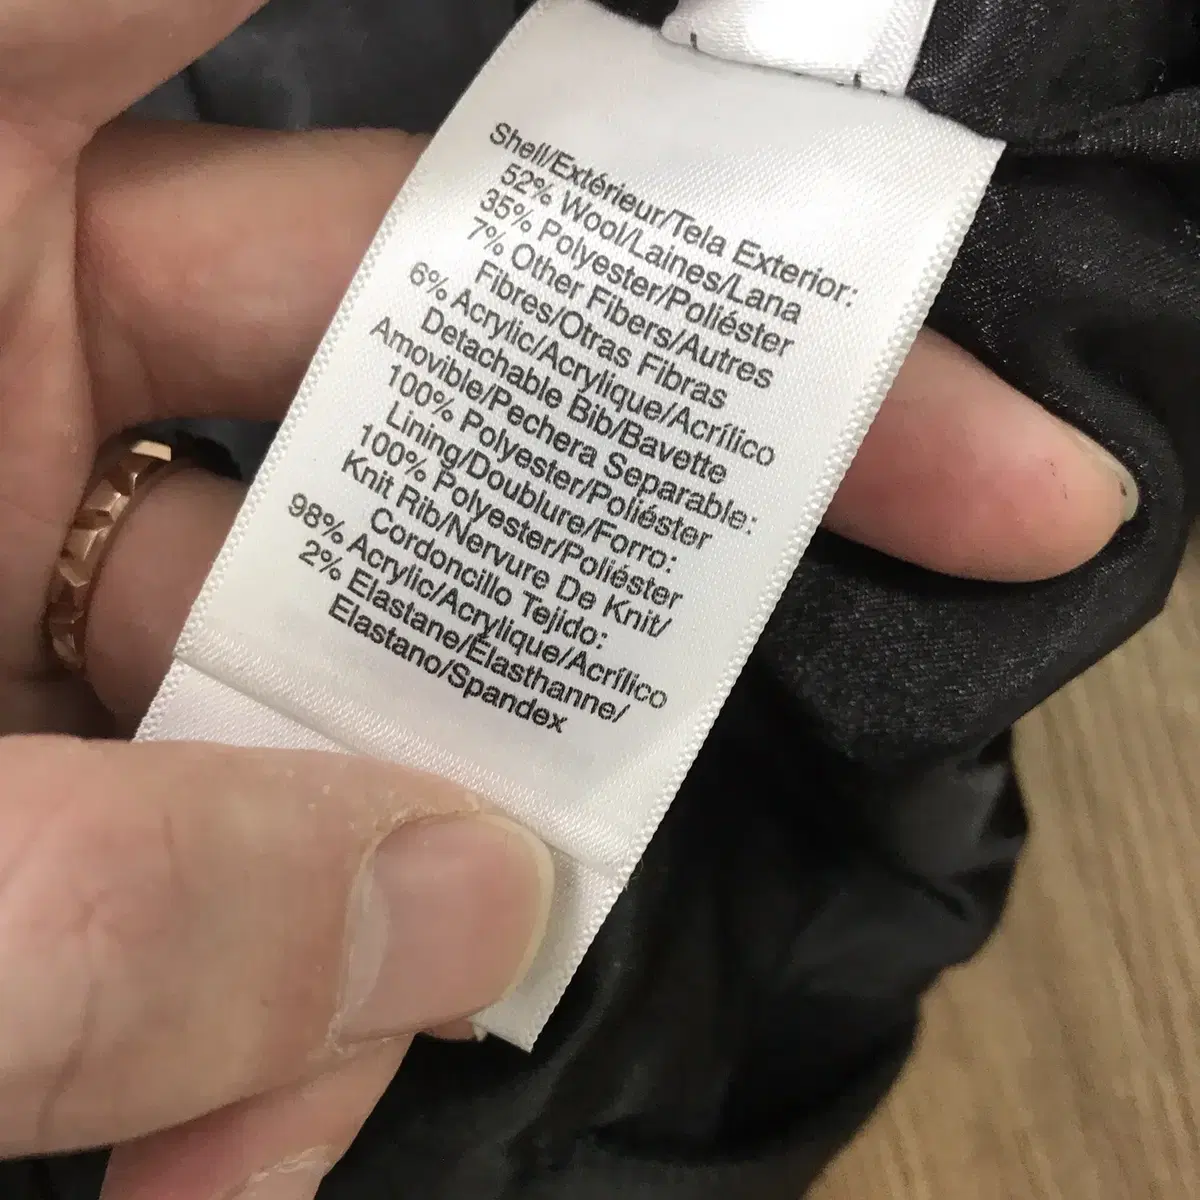 Shell/Extérieur/Tela Exterior:
52% Wool/Laines/Lana
35% Polyester/Poliéster
7% Other Fibers/Autres
Fibres/Otras Fibras
6% Acrylic/Acrylique/Acrílico
Detachable Bib/Bavette
Amovible/Pechera Separable:
100% Polyester/Poliéster
Lining/Doublure/Forro:
100% Polyester/Poliéster
Knit Rib/Nervure De Knit/
Cordoncillo Tejido:
98% Acrylic/Acrylique/Acrílico
2% Elastane/Élasthanne/
Elastano/Spandex